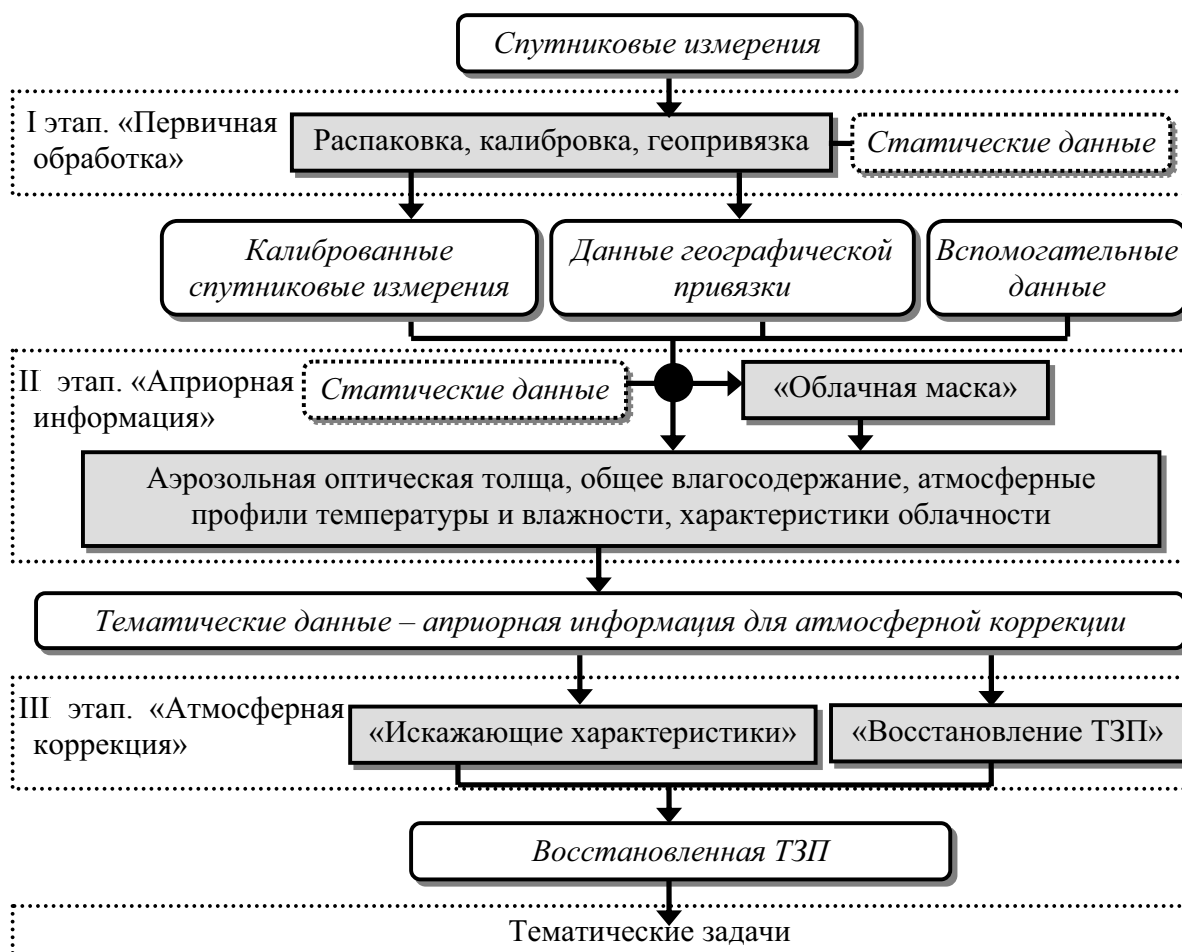 Спутниковые измерения
I этап. «Первичная
обработка»
Распаковка, калибровка, геопривязка
Статические данные
Калиброванные
спутниковые измерения
Данные географической
привязки
Вспомогательные
данные
II этап. «Априорная
информация»
Статические данные
«Облачная маска»
Аэрозольная оптическая толща, общее влагосодержание, атмосферные
профили температуры и влажности, характеристики облачности
Тематические данные – априорная информация для атмосферной коррекции
III этап. «Атмосферная
коррекция»
«Искажающие характеристики»
«Восстановление ТЗП»
Восстановленная ТЗП
Тематические задачи